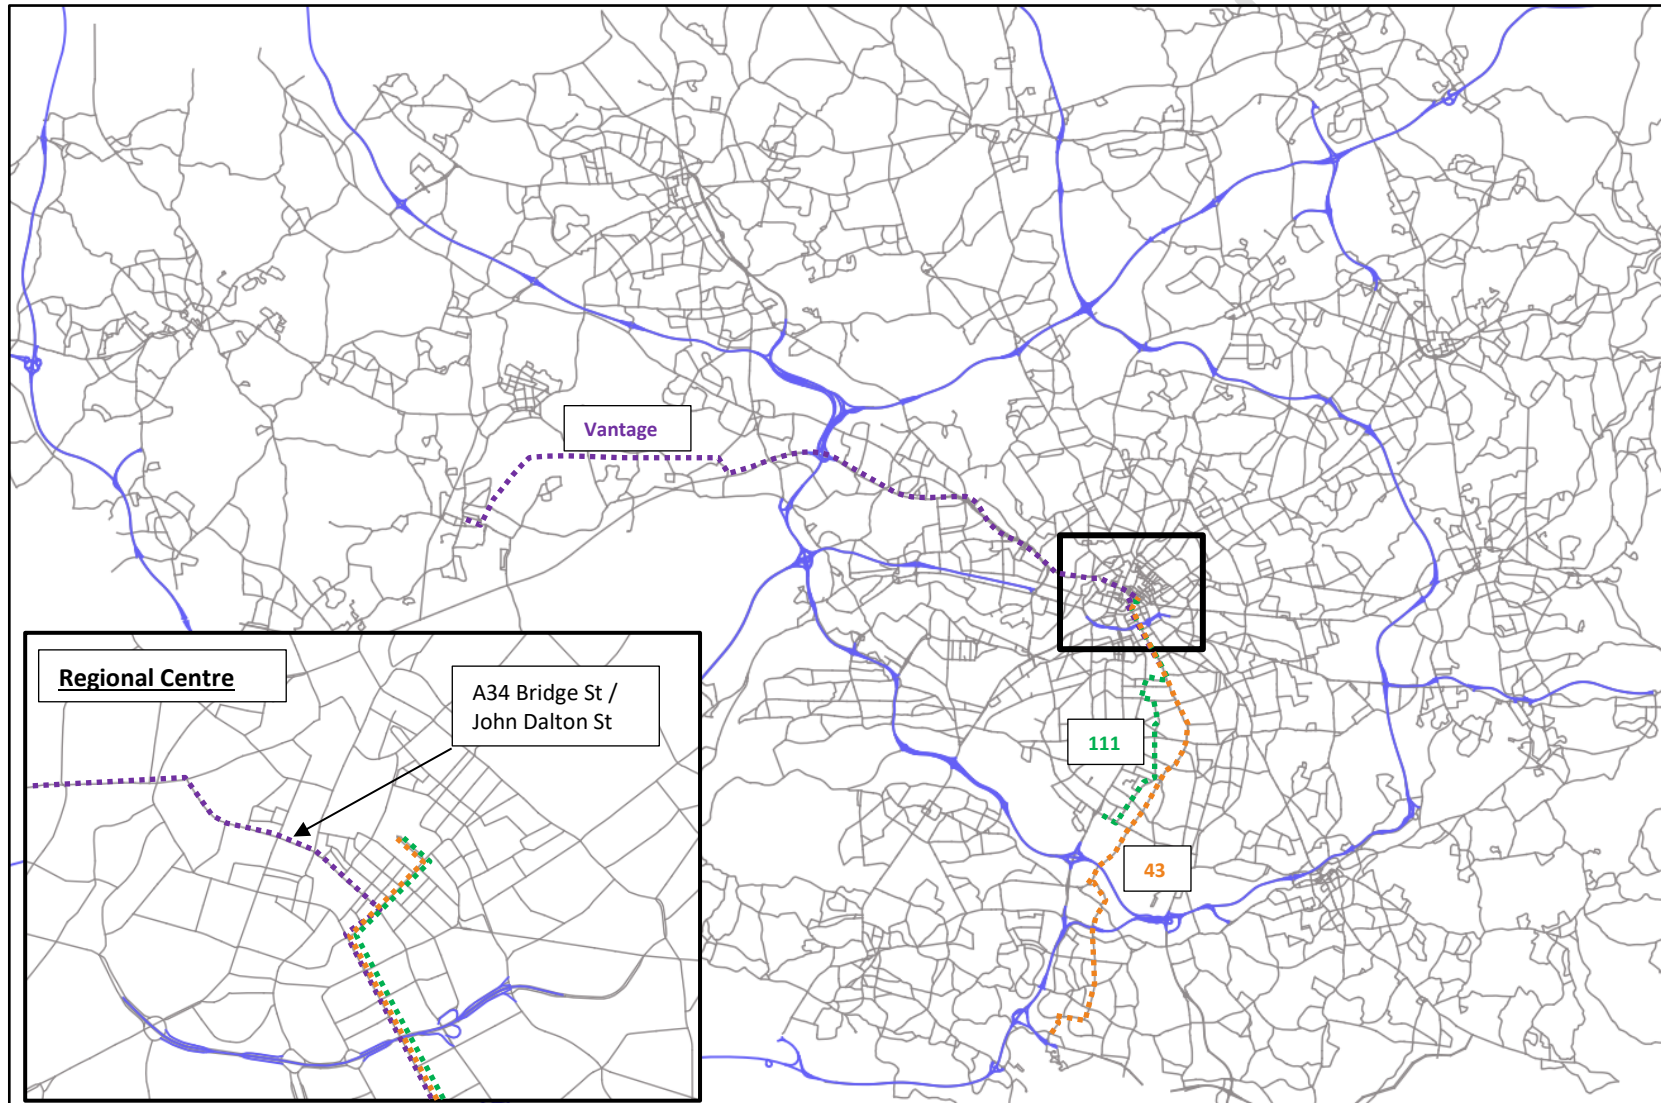 Vantage
Regional Centre
A34 Bridge St /
John Dalton St
111
43